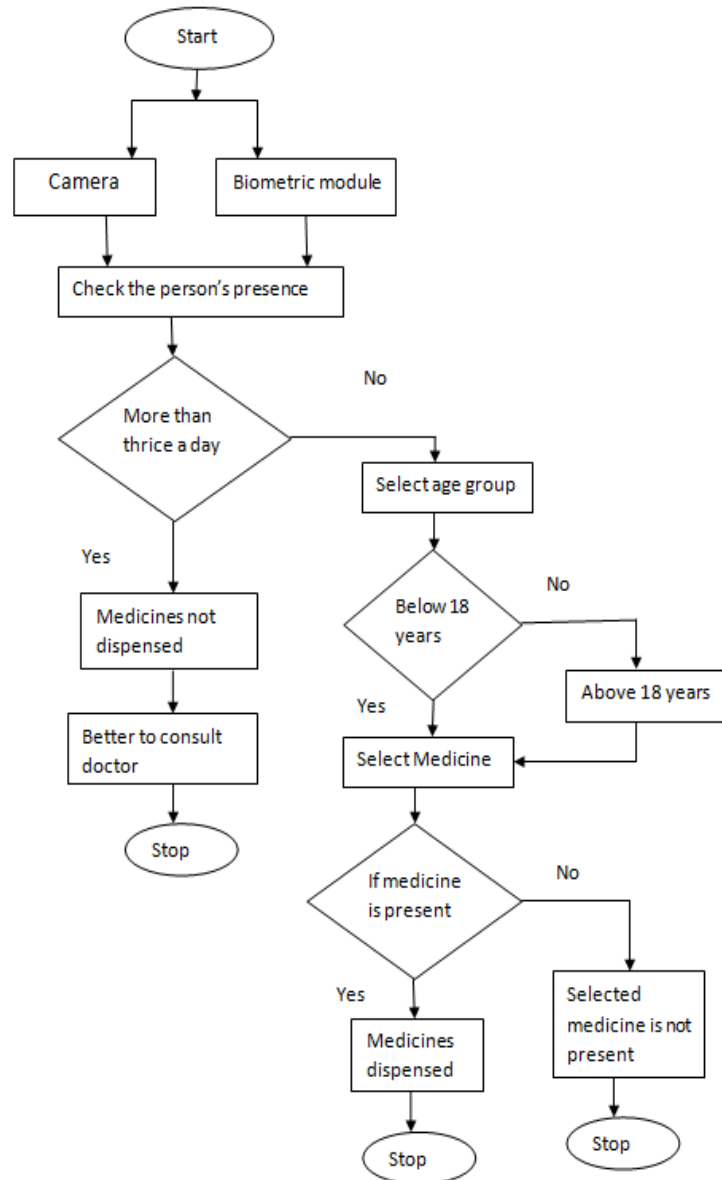 Start
Camera
Biometric module
Check the person’s presence
No
More than
thrice a day
Select age group
Yes
No
Below 18
years
Medicines not
dispensed
Above 18 years
Yes
Better to consult
doctor
Select Medicine
Stop
If medicine
is present
No
Yes
Selected
medicine is not
present
Medicines
dispensed
Stop
Stop